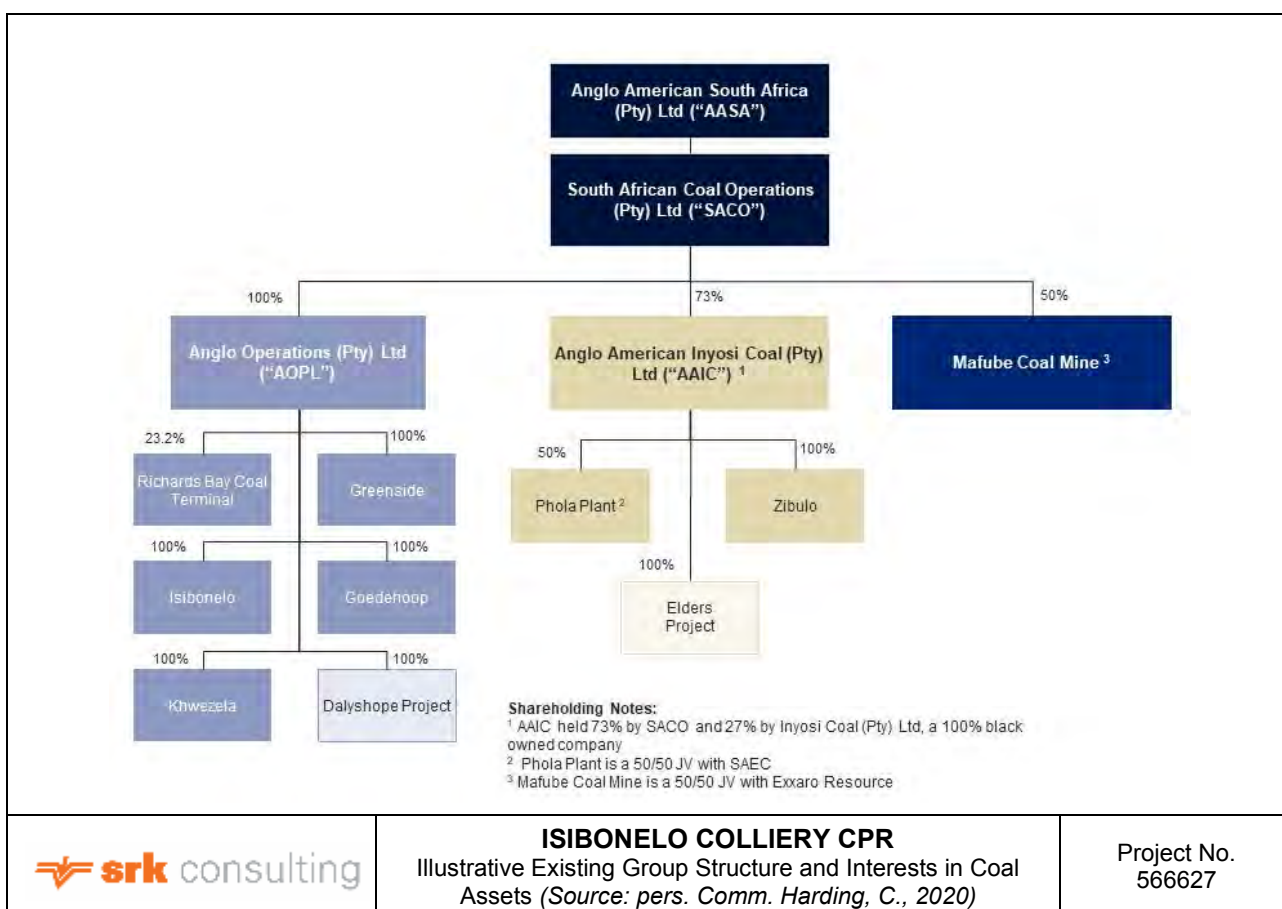 Anglo American South Africa
(Pty) Ltd (“AASA”)
South African Coal Operations
(Pty) Ltd (“SACO”)
100%
73%
50%
Anglo Operations (Pty) Ltd
(“AOPL”)
Anglo American Inyosi Coal (Pty)
Ltd (“AAIC”) 1
Mafube Coal Mine 3
23.2%
100%
Richards Bay Coal
Terminal
Greenside
100%
100%
Isibonelo
Goedehoop
100%
100%
Khwezela
Dalyshope Project
50%
100%
Phola Plant 2
Zibulo
100%
Elders
Project
Shareholding Notes:
1 AAIC held 73% by SACO and 27% by Inyosi Coal (Pty) Ltd, a 100% black
owned company
2 Phola Plant is a 50/50 JV with SAEC
3 Mafube Coal Mine is a 50/50 JV with Exxaro Resource
srk consulting
ISIBONELO COLLIERY CPR
Illustrative Existing Group Structure and Interests in Coal
Assets (Source: pers. Comm. Harding, C., 2020)
Project No.
566627